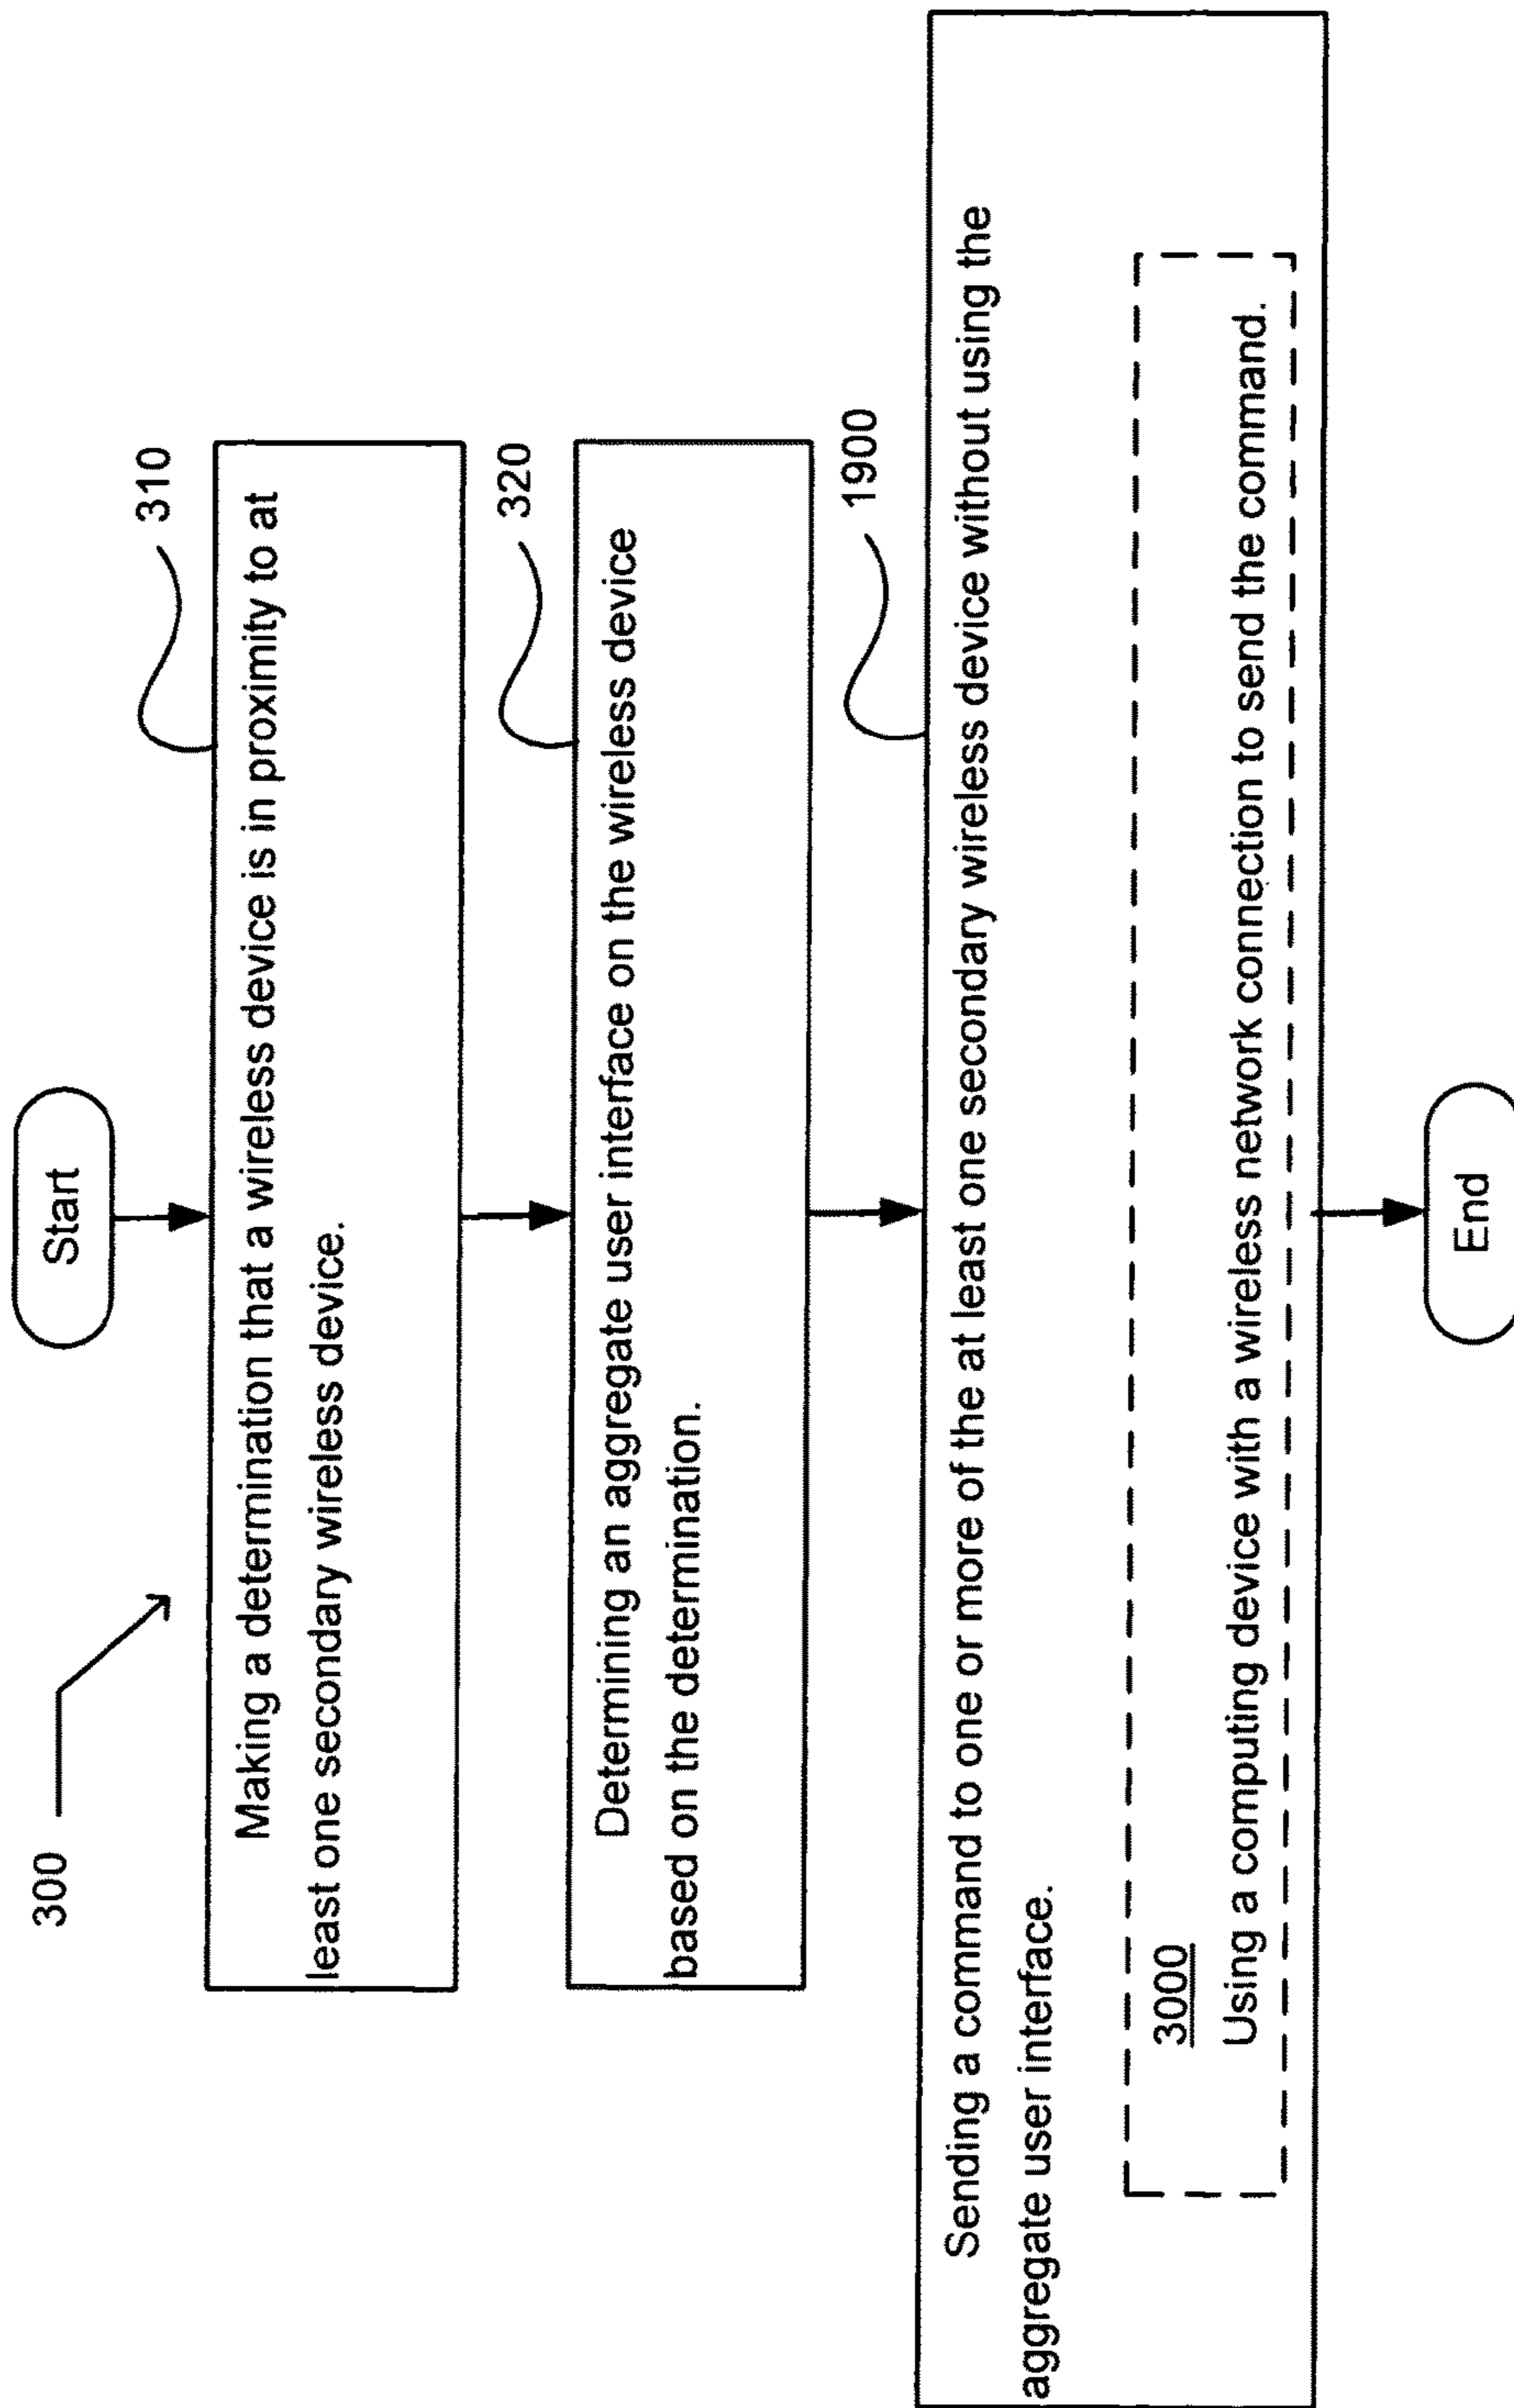 Start
300
310
Making a determination that a wireless device is in proximity to at
least one secondary wireless device.
320
Determining an aggregate user interface on the wireless device
based on the determination.
1900
Sending a command to one or more of the at least one secondary wireless device without using the
aggregate user interface.
3000
Using a computing device with a wireless network connection to send the command.
End